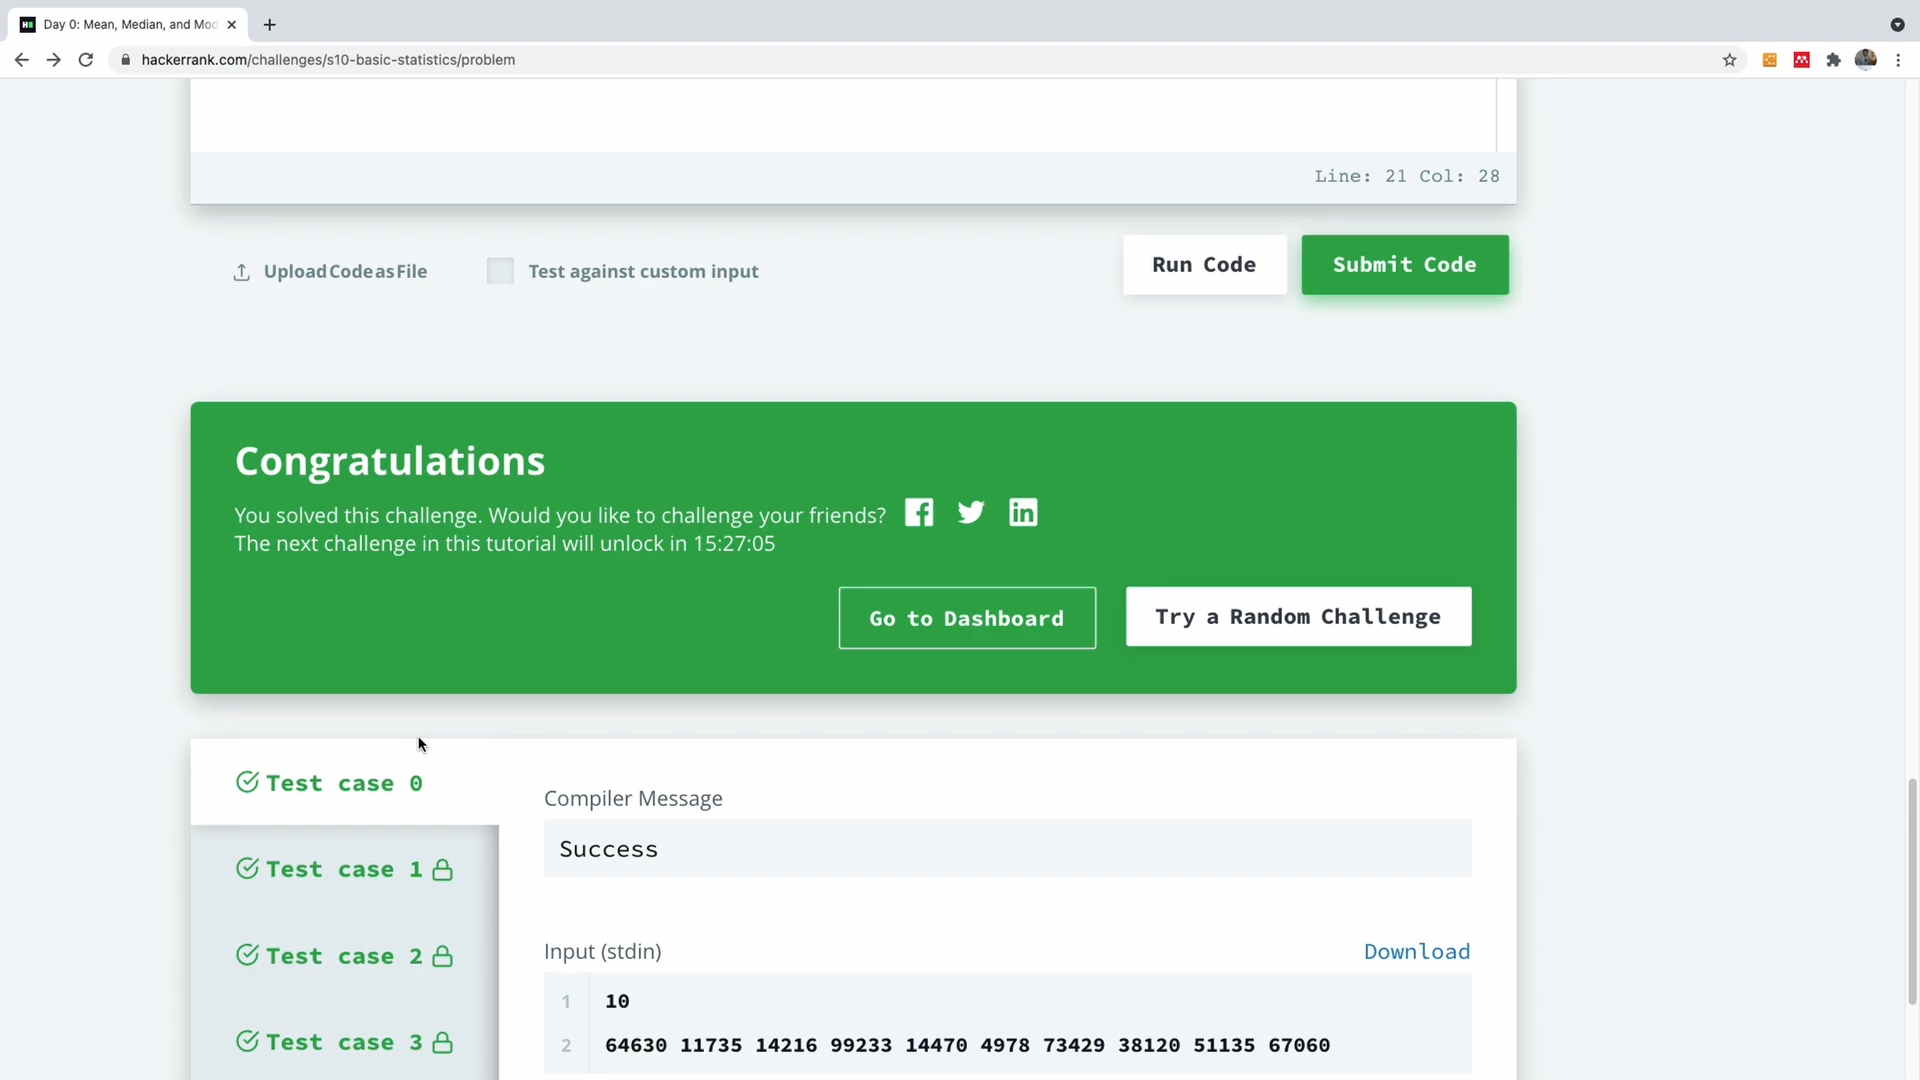 Day 0: Mean, Median, and Mod
hackerrank.com/challenges/s10-basic-statistics/problem
Line: 21 Col: 28
Upload Code as File
Test against custom input
Run Code
Submit Code
Congratulations
You solved this challenge. Would you like to challenge your friends?
The next challenge in this tutorial will unlock in 15:27:05
Go to Dashboard
Try a Random Challenge
Test case 0
Test case 1
Test case 2
Test case 3
Compiler Message
Success
Input (stdin)
Download
1 10
2 64630 11735 14216 99233 14470 4978 73429 38120 51135 67060